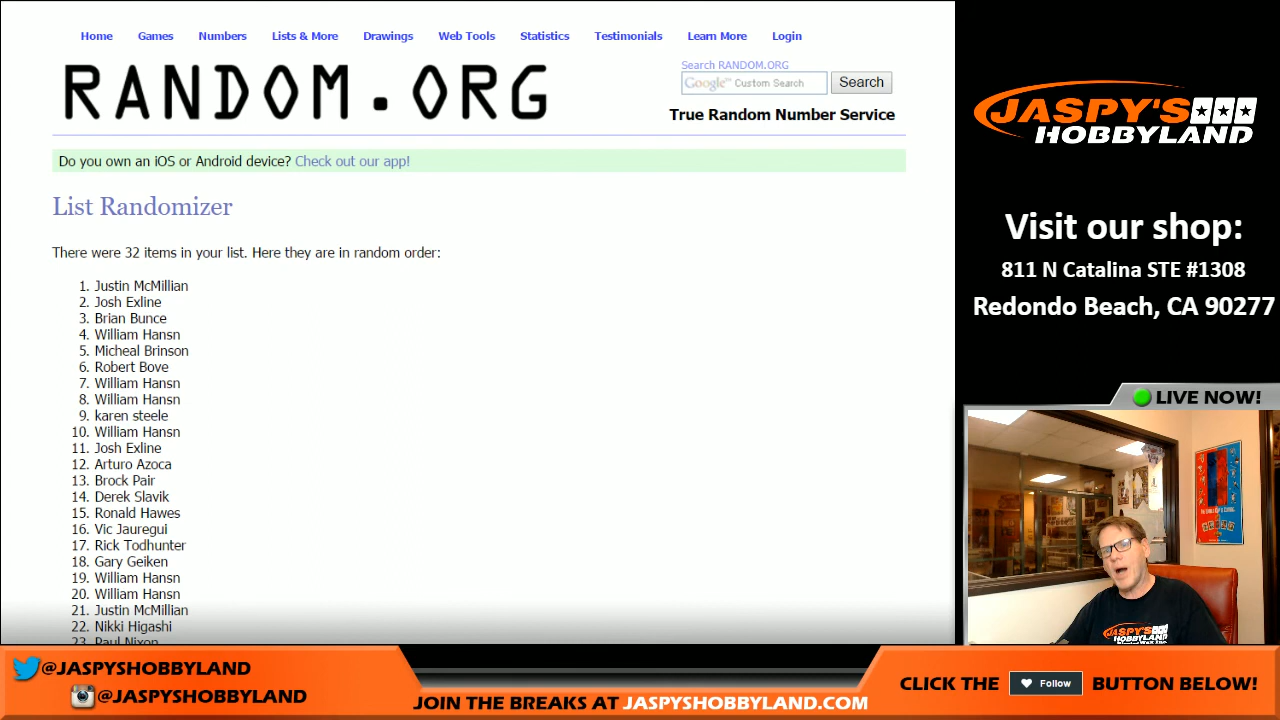 Home Games Numbers Lists & More Drawings Web Tools Statistics Testimonials Learn More Login
RANDOM.ORG
Search RANDOM.ORG
Google™ Custom Search Search
True Random Number Service
Do you own an iOS or Android device? Check out our app!
List Randomizer
There were 32 items in your list. Here they are in random order:
1. Justin McMillian
2. Josh Exline
3. Brian Bunce
4. William Hansn
5. Micheal Brinson
6. Robert Bove
7. William Hansn
8. William Hansn
9. karen steele
10. William Hansn
11. Josh Exline
12. Arturo Azoca
13. Brock Pair
14. Derek Slavik
15. Ronald Hawes
16. Vic Jauregui
17. Rick Todhunter
18. Gary Geiken
19. William Hansn
20. William Hansn
21. Justin McMillian
22. Nikki Higashi
23. Paul Nixon
JASPY'S
HOBBYLAND
Visit our shop:
811 N Catalina STE #1308
Redondo Beach, CA 90277
LIVE NOW!
JASPY'S
HOBBYLAND
@JASPYSHOBBYLAND
@JASPYSHOBBYLAND
JOIN THE BREAKS AT JASPYSHOBBYLAND.COM
CLICK THE Follow BUTTON BELOW!